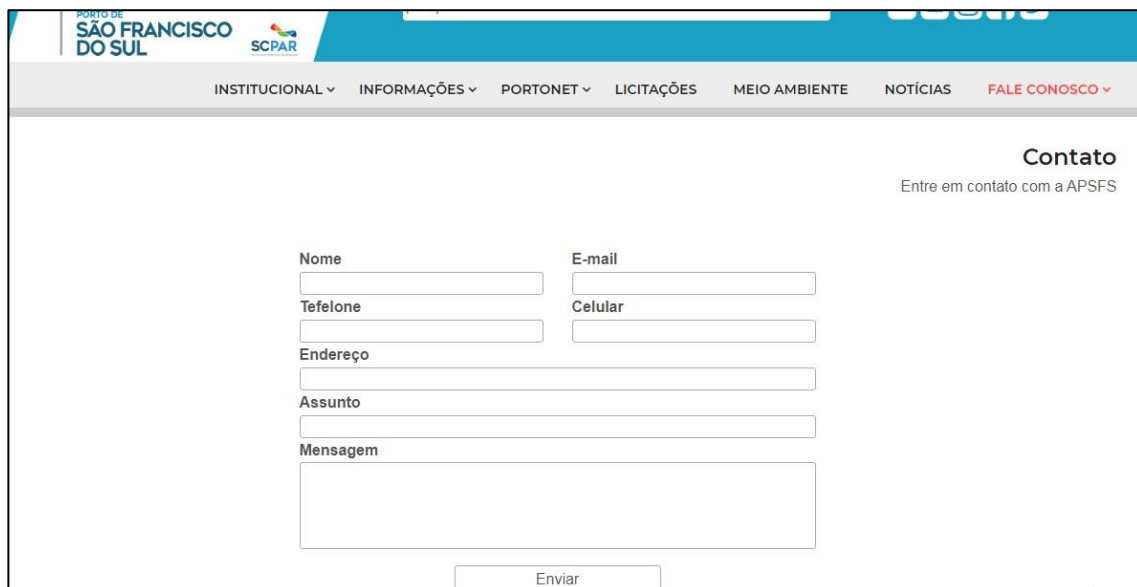 PORTO DE
SÃO FRANCISCO
DO SUL
SCPAR
INSTITUCIONAL INFORMAÇÕES PORTONET LICITAÇÕES MEIO AMBIENTE NOTÍCIAS FALE CONOSCO
Contato
Entre em contato com a APSFS
Nome E-mail
Tefelone Celular
Endereço
Assunto
Mensagem
Enviar